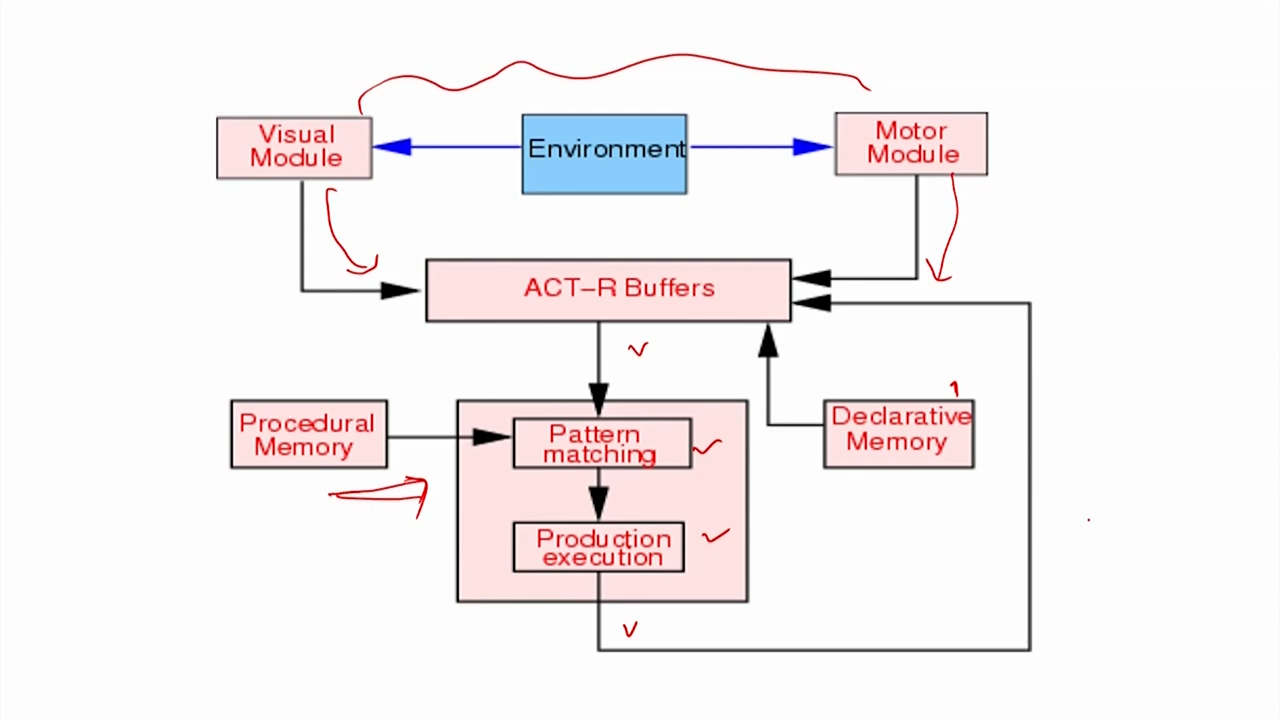 Visual
Module
Environment
Motor
Module
ACT–R Buffers
Procedural
Memory
Pattern
matching
Declarative
Memory
Production
execution